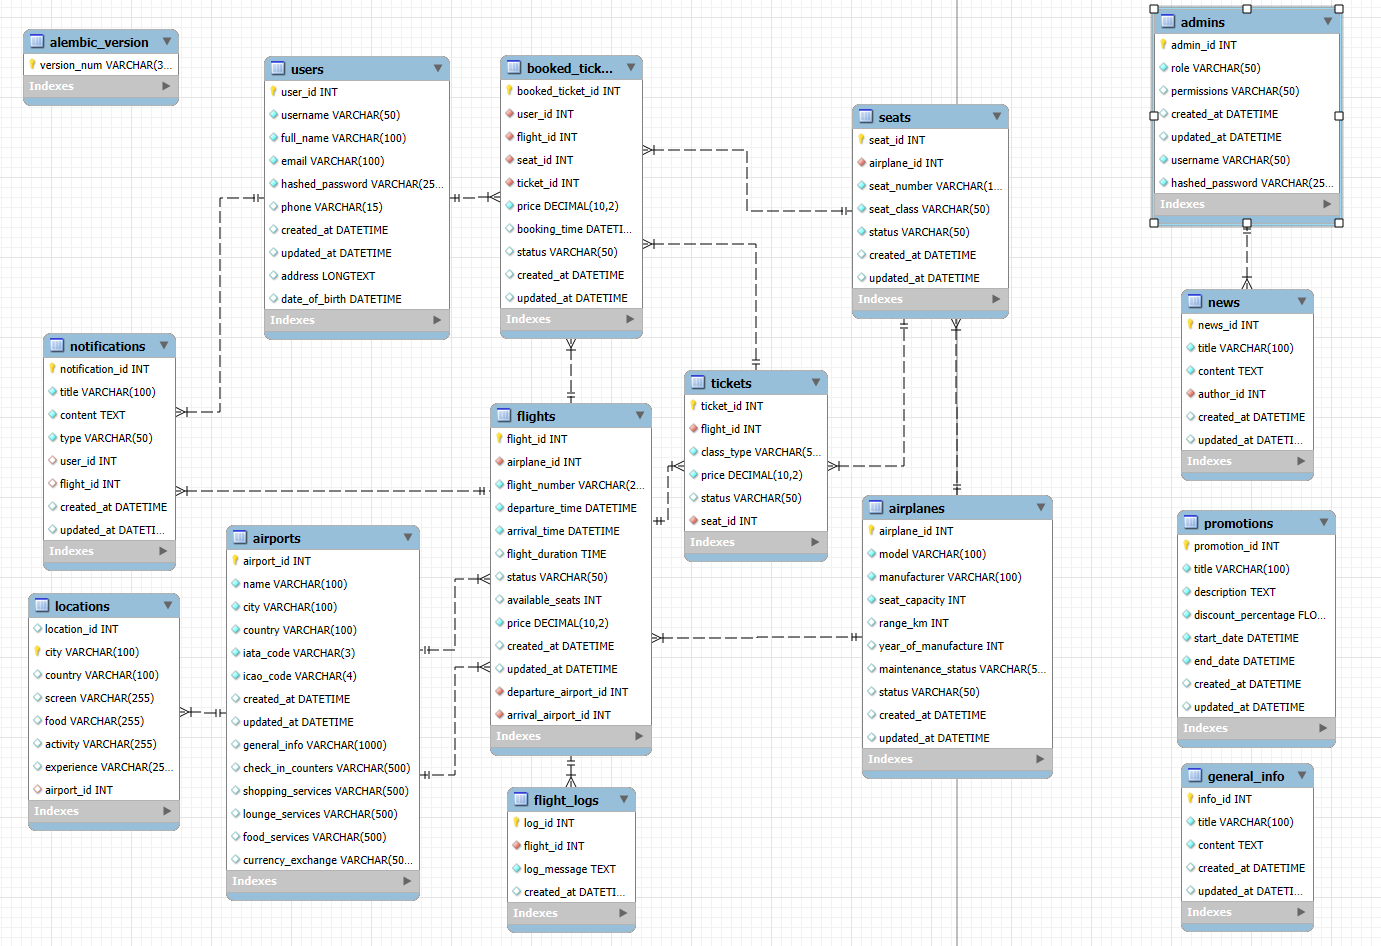 alembic_version
version_num VARCHAR(3...
Indexes
users
user_id INT
username VARCHAR(50)
full_name VARCHAR(100)
email VARCHAR(100)
hashed_password VARCHAR(25...
phone VARCHAR(15)
created_at DATETIME
updated_at DATETIME
address LONGTEXT
date_of_birth DATETIME
Indexes
booked_tick...
booked_ticket_id INT
user_id INT
flight_id INT
seat_id INT
ticket_id INT
price DECIMAL(10,2)
booking_time DATETI...
status VARCHAR(50)
created_at DATETIME
updated_at DATETIME
Indexes
seats
seat_id INT
airplane_id INT
seat_number VARCHAR(1...
seat_class VARCHAR(50)
status VARCHAR(50)
created_at DATETIME
updated_at DATETIME
Indexes
admins
admin_id INT
role VARCHAR(50)
permissions VARCHAR(50)
created_at DATETIME
updated_at DATETIME
username VARCHAR(50)
hashed_password VARCHAR(25...
Indexes
notifications
notification_id INT
title VARCHAR(100)
content TEXT
type VARCHAR(50)
user_id INT
flight_id INT
created_at DATETIME
updated_at DATETI...
Indexes
flights
flight_id INT
airplane_id INT
flight_number VARCHAR(2...
departure_time DATETIME
arrival_time DATETIME
flight_duration TIME
status VARCHAR(50)
available_seats INT
price DECIMAL(10,2)
created_at DATETIME
updated_at DATETIME
departure_airport_id INT
arrival_airport_id INT
Indexes
tickets
ticket_id INT
flight_id INT
class_type VARCHAR(5...
price DECIMAL(10,2)
status VARCHAR(50)
seat_id INT
Indexes
news
news_id INT
title VARCHAR(100)
content TEXT
author_id INT
created_at DATETIME
updated_at DATETI...
Indexes
airports
airport_id INT
name VARCHAR(100)
city VARCHAR(100)
country VARCHAR(100)
iata_code VARCHAR(3)
icao_code VARCHAR(4)
created_at DATETIME
updated_at DATETIME
general_info VARCHAR(1000)
check_in_counters VARCHAR(500)
shopping_services VARCHAR(500)
lounge_services VARCHAR(500)
food_services VARCHAR(500)
currency_exchange VARCHAR(50...
Indexes
airplanes
airplane_id INT
model VARCHAR(100)
manufacturer VARCHAR(100)
seat_capacity INT
range_km INT
year_of_manufacture INT
maintenance_status VARCHAR(5...
status VARCHAR(50)
created_at DATETIME
updated_at DATETIME
Indexes
promotions
promotion_id INT
title VARCHAR(100)
description TEXT
discount_percentage FLO...
start_date DATETIME
end_date DATETIME
created_at DATETIME
updated_at DATETIME
Indexes
locations
location_id INT
city VARCHAR(100)
country VARCHAR(100)
screen VARCHAR(255)
food VARCHAR(255)
activity VARCHAR(255)
experience VARCHAR(25...
airport_id INT
Indexes
flight_logs
log_id INT
flight_id INT
log_message TEXT
created_at DATETI...
Indexes
general_info
info_id INT
title VARCHAR(100)
content TEXT
created_at DATETIME
updated_at DATETI...
Indexes